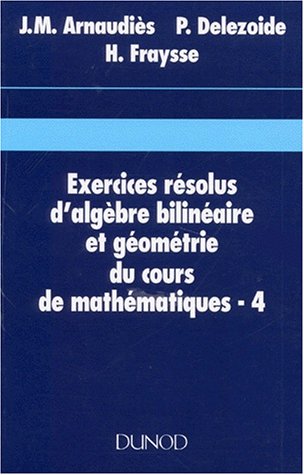 J.M. Arnaudiès P. Delezoide
H. Fraysse
Exercices résolus
d'algèbre bilinéaire
et géométrie
du cours
de mathématiques - 4
DUNOD